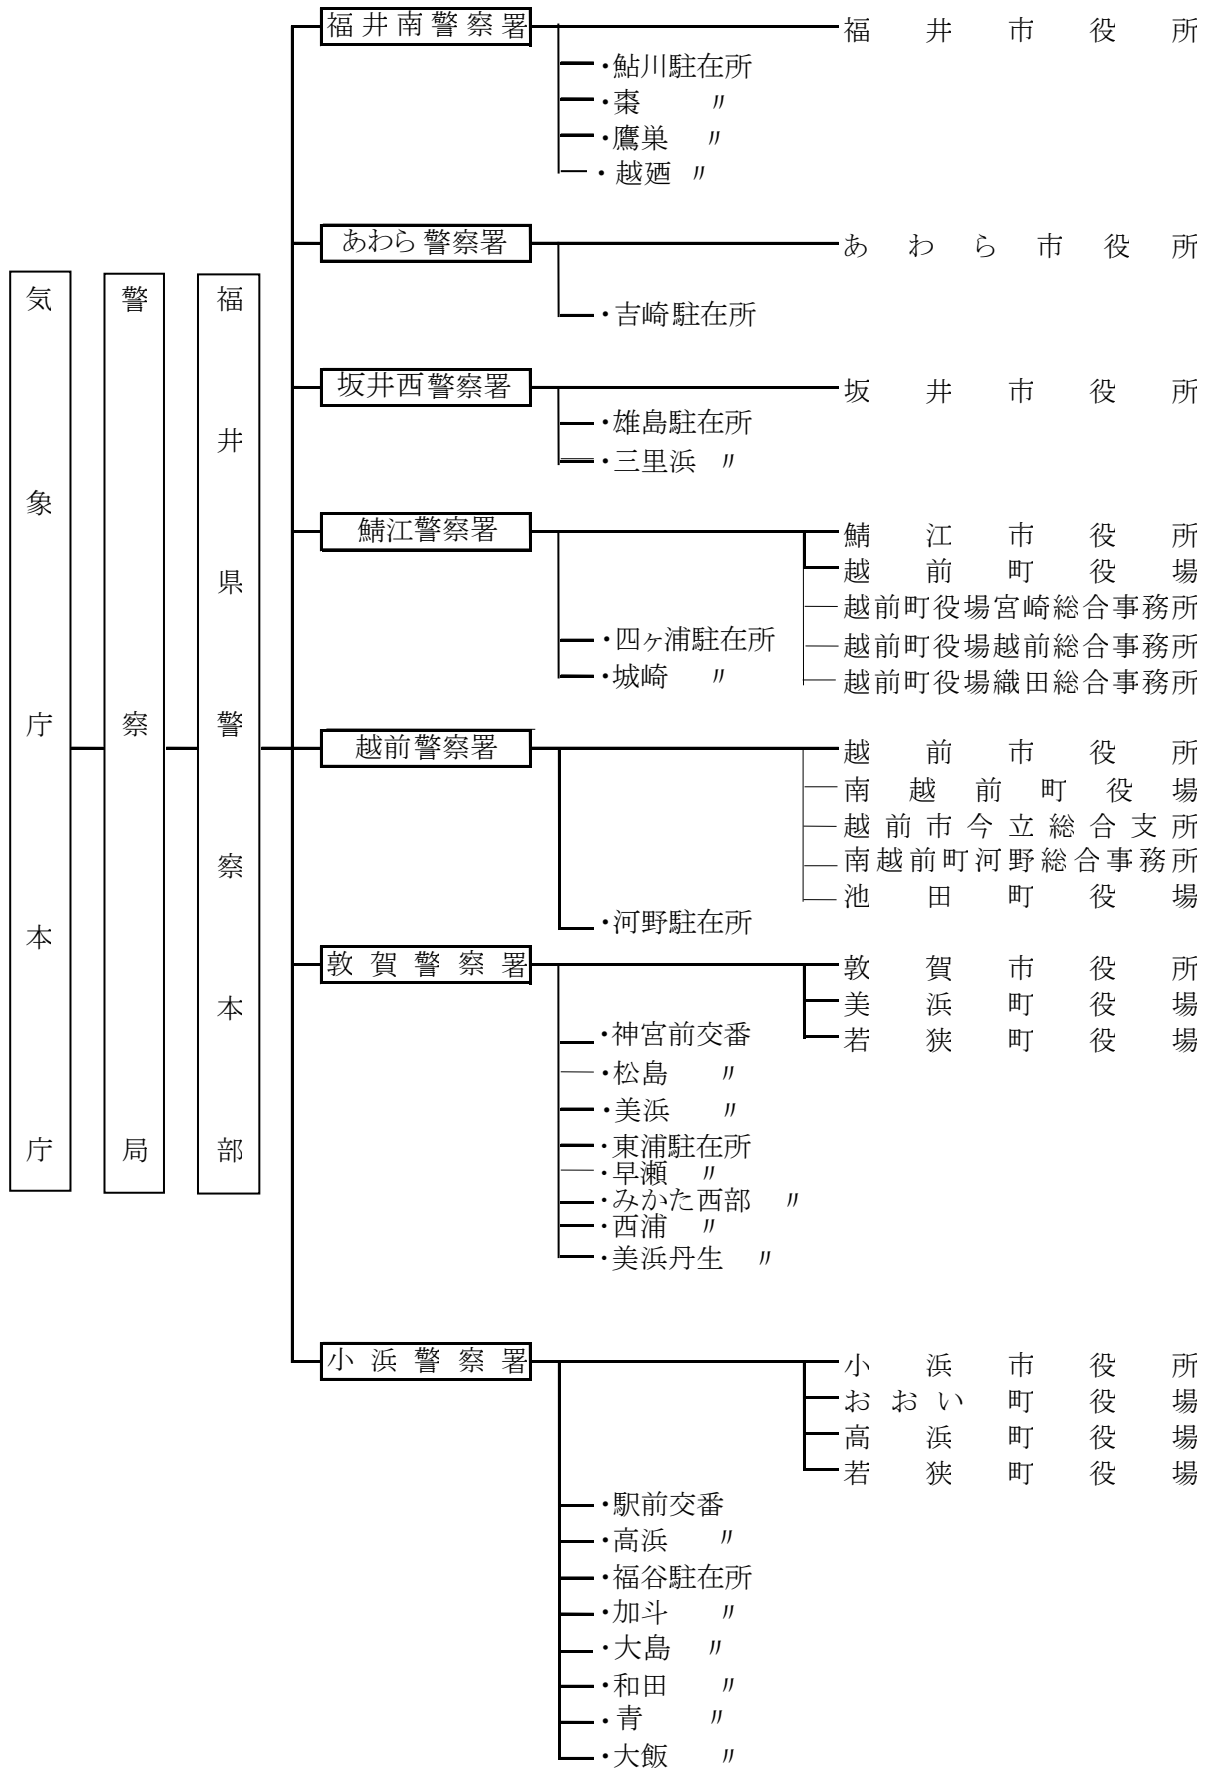 気象庁本庁
警察局
福井県警察本部
福井南警察署
福井市役所
・鮎川駐在所
・棗 〃
・鷹巣 〃
・越廼 〃
あわら警察署
あわら市役所
・吉崎駐在所
坂井西警察署
坂井市役所
・雄島駐在所
・三里浜 〃
鯖江警察署
鯖江市役所
越前町役場
越前町役場宮崎総合事務所
越前町役場越前総合事務所
越前町役場織田総合事務所
・四ヶ浦駐在所
・城崎 〃
越前警察署
越前市役所
南越前町役場
越前市今立総合支所
南越前町河野総合事務所
池田町役場
・河野駐在所
敦賀警察署
敦賀市役所
美浜町役場
若狭町役場
・神宮前交番
・松島 〃
・美浜 〃
・東浦駐在所
・早瀬 〃
・みかた西部 〃
・西浦 〃
・美浜丹生 〃
小浜警察署
小浜市役所
おおい町役場
高浜町役場
若狭町役場
・駅前交番
・高浜 〃
・福谷駐在所
・加斗 〃
・大島 〃
・和田 〃
・青 〃
・大飯 〃